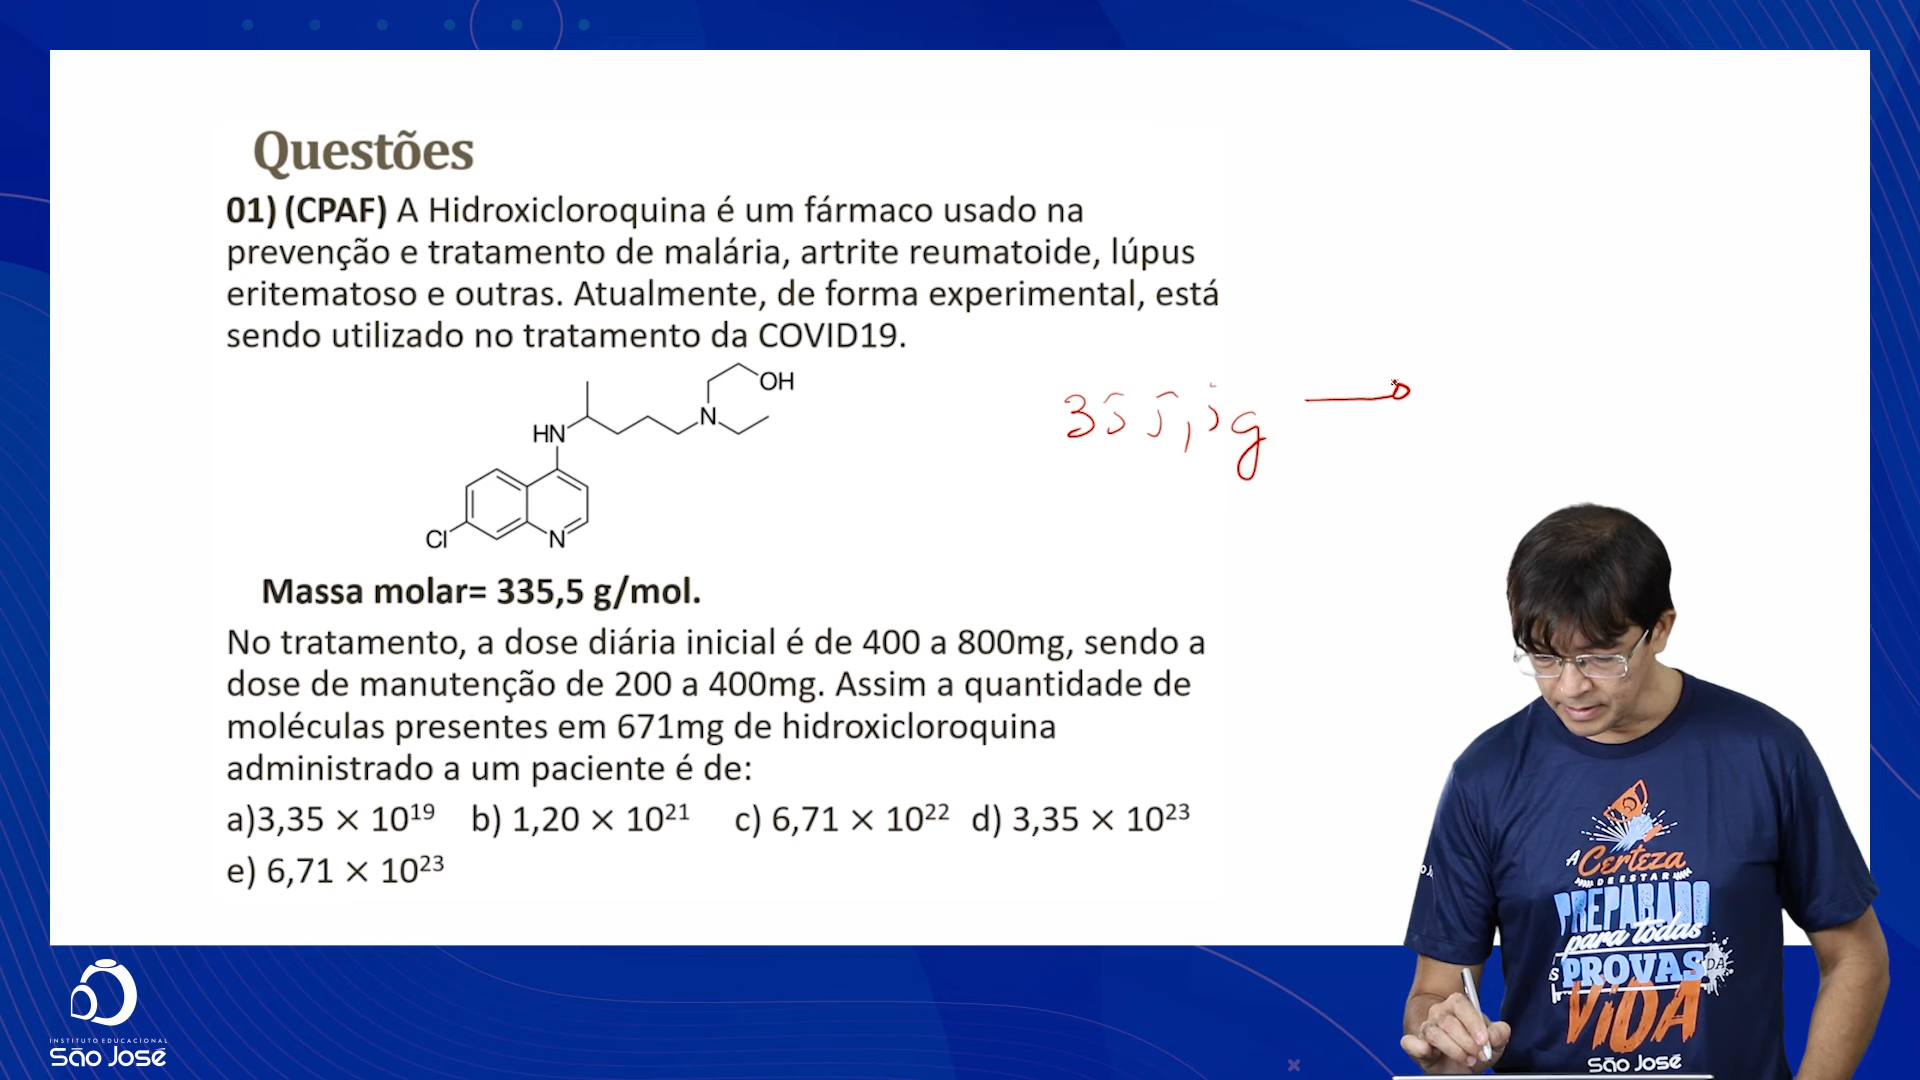 Questões
01) (CPAF) A Hidroxicloroquina é um fármaco usado na
prevenção e tratamento de malária, artrite reumatoide, lúpus
eritematoso e outras. Atualmente, de forma experimental, está
sendo utilizado no tratamento da COVID19.
OH
N
HN
Cl
N
Massa molar= 335,5 g/mol.
No tratamento, a dose diária inicial é de 400 a 800mg, sendo a
dose de manutenção de 200 a 400mg. Assim a quantidade de
moléculas presentes em 671mg de hidroxicloroquina
administrado a um paciente é de:
a)3,35 × 10¹⁹ b) 1,20 × 10²¹ c) 6,71 × 10²² d) 3,35 × 10²³
e) 6,71 × 10²³
355,5g
A
Certeza
DE ESTAR
PREPARADO
para todas
AS PROVAS DA
VIDA
São José
INSTITUTO EDUCACIONAL
São José